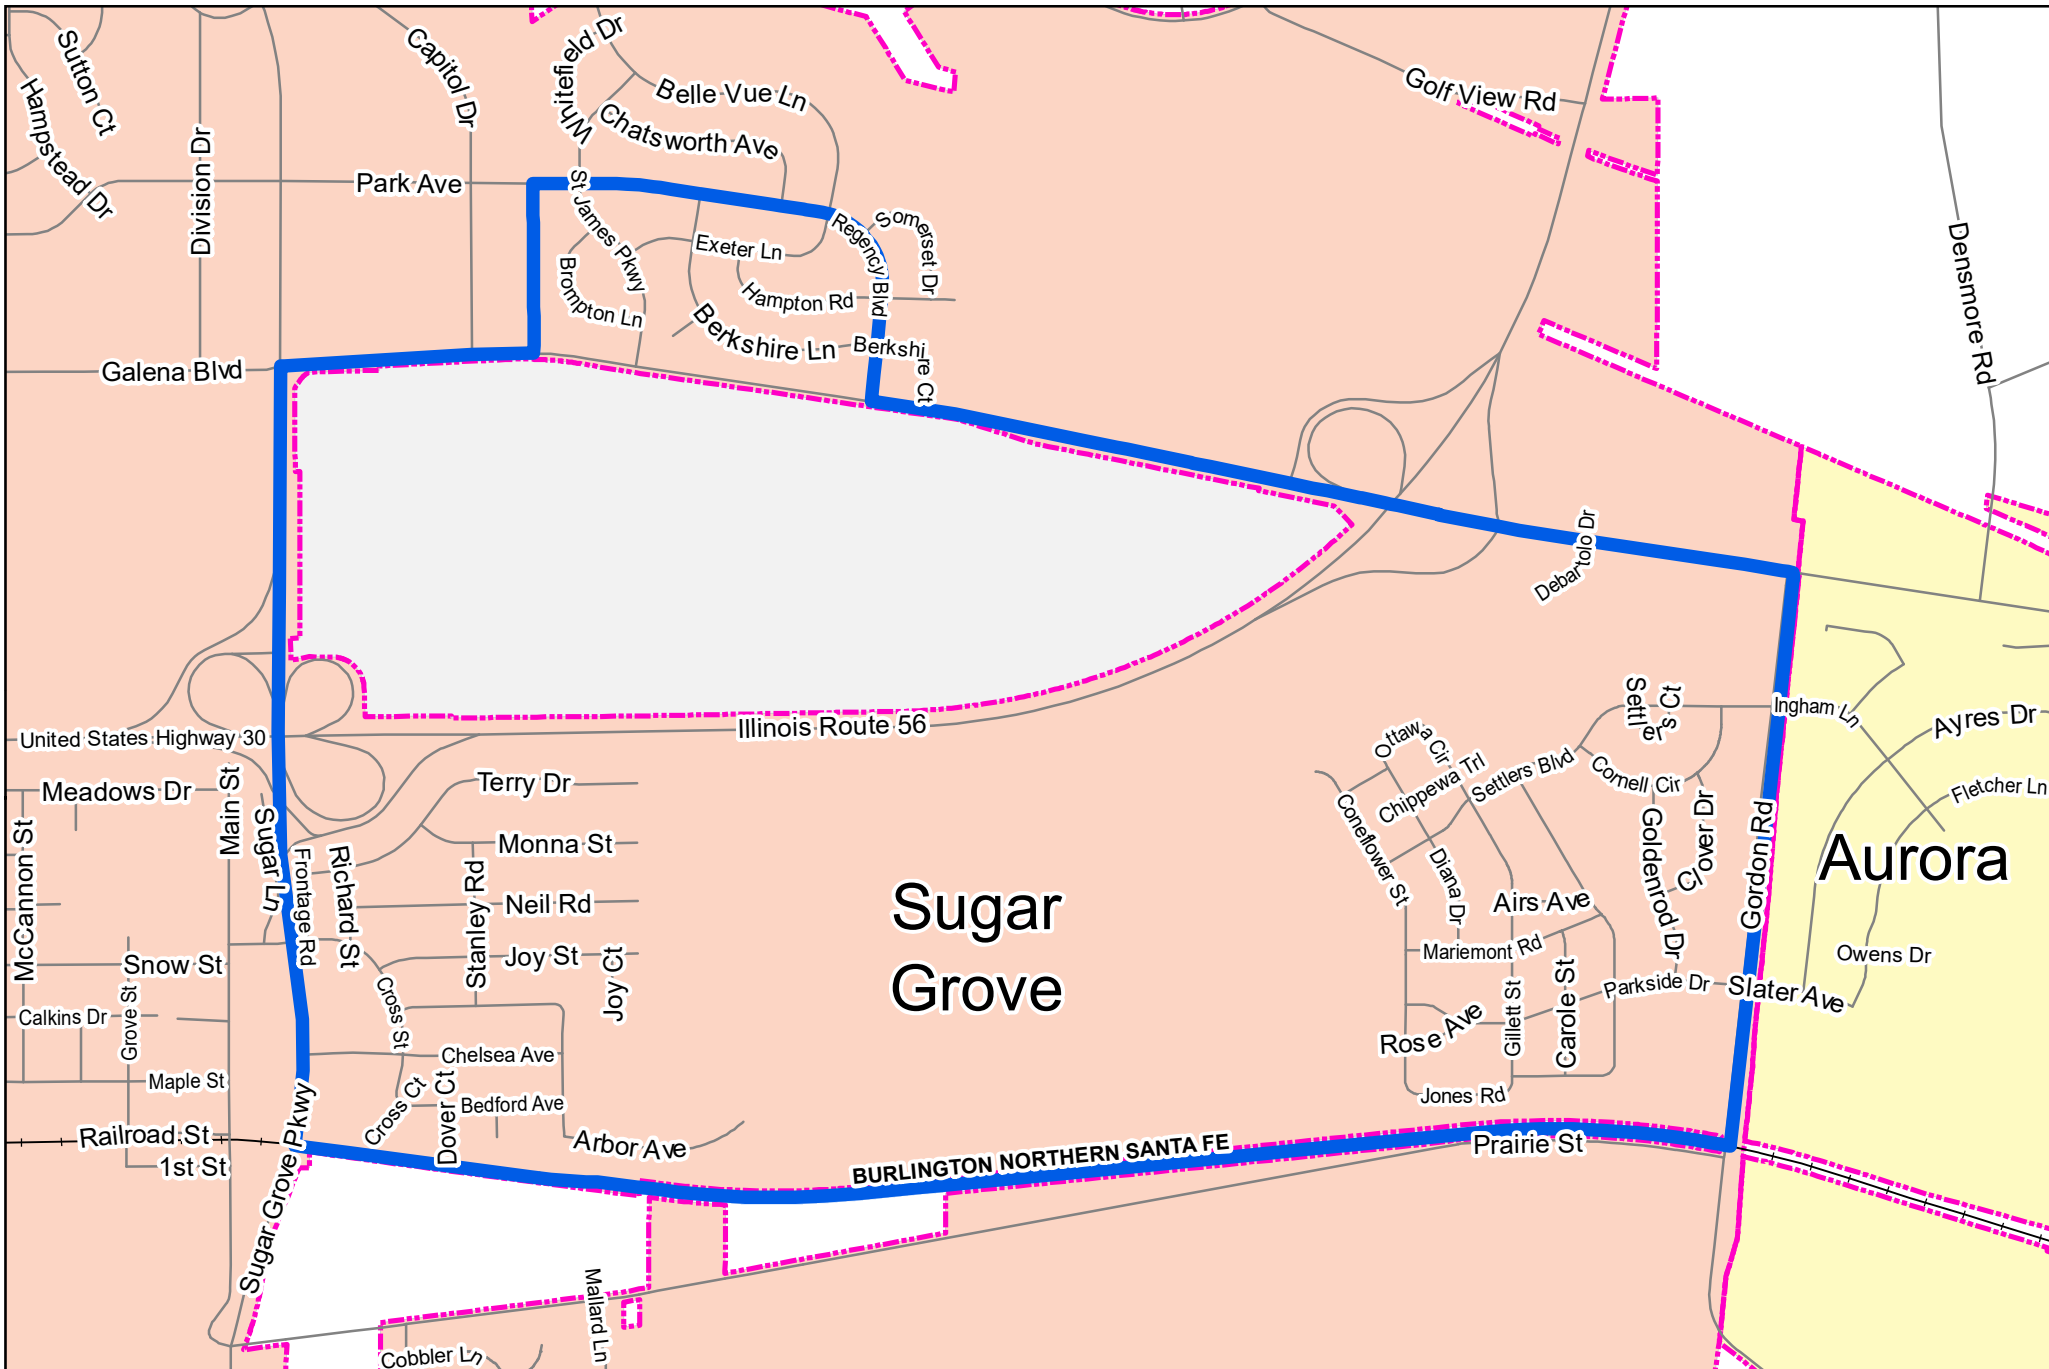 Sutton Ct
Hampstead Dr
Division Dr
Capitol Dr
Whitefield Dr
Belle Vue Ln
Chatsworth Ave
Golf View Rd
Park Ave
St James Pkwy
Regency Blvd
Somerset Dr
Exeter Ln
Brompton Ln
Hampton Rd
Berkshire Ln
Berkshire Ct
Densmore Rd
Galena Blvd
Debartolo Dr
Settlers Ct
Ingham Ln
Ayres Dr
United States Highway 30
Illinois Route 56
Ottawa Cir
Chippewa Trl
Settlers Blvd
Cornell Cir
Fletcher Ln
Meadows Dr
Main St
Terry Dr
Coneflower St
Goldenrod Dr
Clover Dr
Gordon Rd
McCannon St
Sugar Ln
Frontage Rd
Richard St
Monna St
Stanley Rd
Neil Rd
Diana Dr
Airs Ave
Aurora
Sugar
Grove
Snow St
Joy St
Joy Ct
Mariemont Rd
Owens Dr
Grove St
Calkins Dr
Cross St
Gillett St
Carole St
Parkside Dr
Slater Ave
Rose Ave
Chelsea Ave
Maple St
Cross Ct
Dover Ct
Bedford Ave
Jones Rd
Railroad St
1st St
Sugar Grove Pkwy
Arbor Ave
BURLINGTON NORTHERN SANTA FE
Prairie St
Mallard Ln
Cobbler Ln